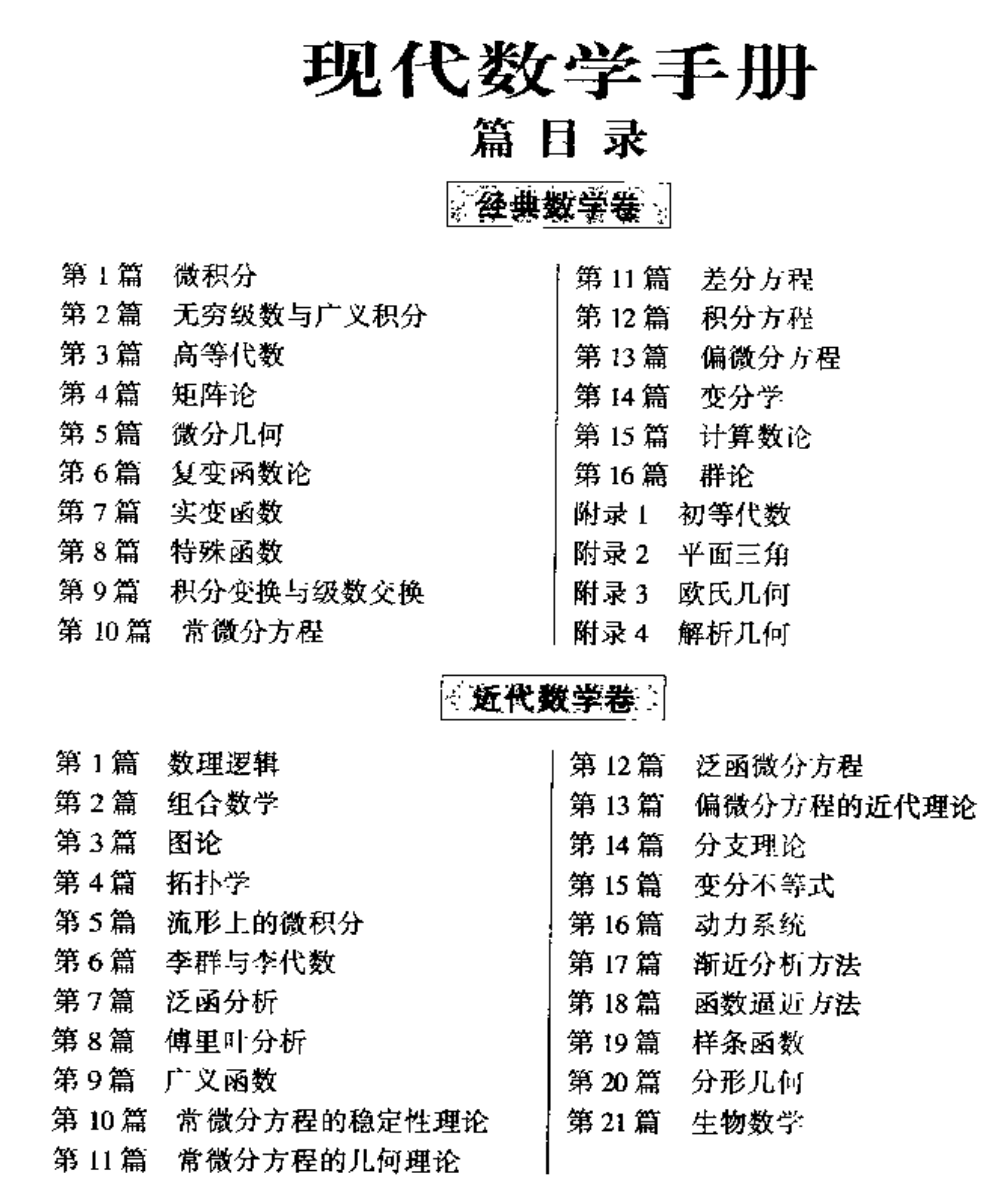 现代数学手册
篇目录
经典数学卷
第1篇 微积分
第2篇 无穷级数与广义积分
第3篇 高等代数
第4篇 矩阵论
第5篇 微分几何
第6篇 复变函数论
第7篇 实变函数
第8篇 特殊函数
第9篇 积分变换与级数交换
第10篇 常微分方程
第11篇 差分方程
第12篇 积分方程
第13篇 偏微分方程
第14篇 变分学
第15篇 计算数论
第16篇 群论
附录1 初等代数
附录2 平面三角
附录3 欧氏几何
附录4 解析几何
近代数学卷
第1篇 数理逻辑
第2篇 组合数学
第3篇 图论
第4篇 拓扑学
第5篇 流形上的微积分
第6篇 李群与李代数
第7篇 泛函分析
第8篇 傅里叶分析
第9篇 广义函数
第10篇 常微分方程的稳定性理论
第11篇 常微分方程的几何理论
第12篇 泛函微分方程
第13篇 偏微分方程的近代理论
第14篇 分支理论
第15篇 变分不等式
第16篇 动力系统
第17篇 渐近分析方法
第18篇 函数逼近方法
第19篇 样条函数
第20篇 分形几何
第21篇 生物数学